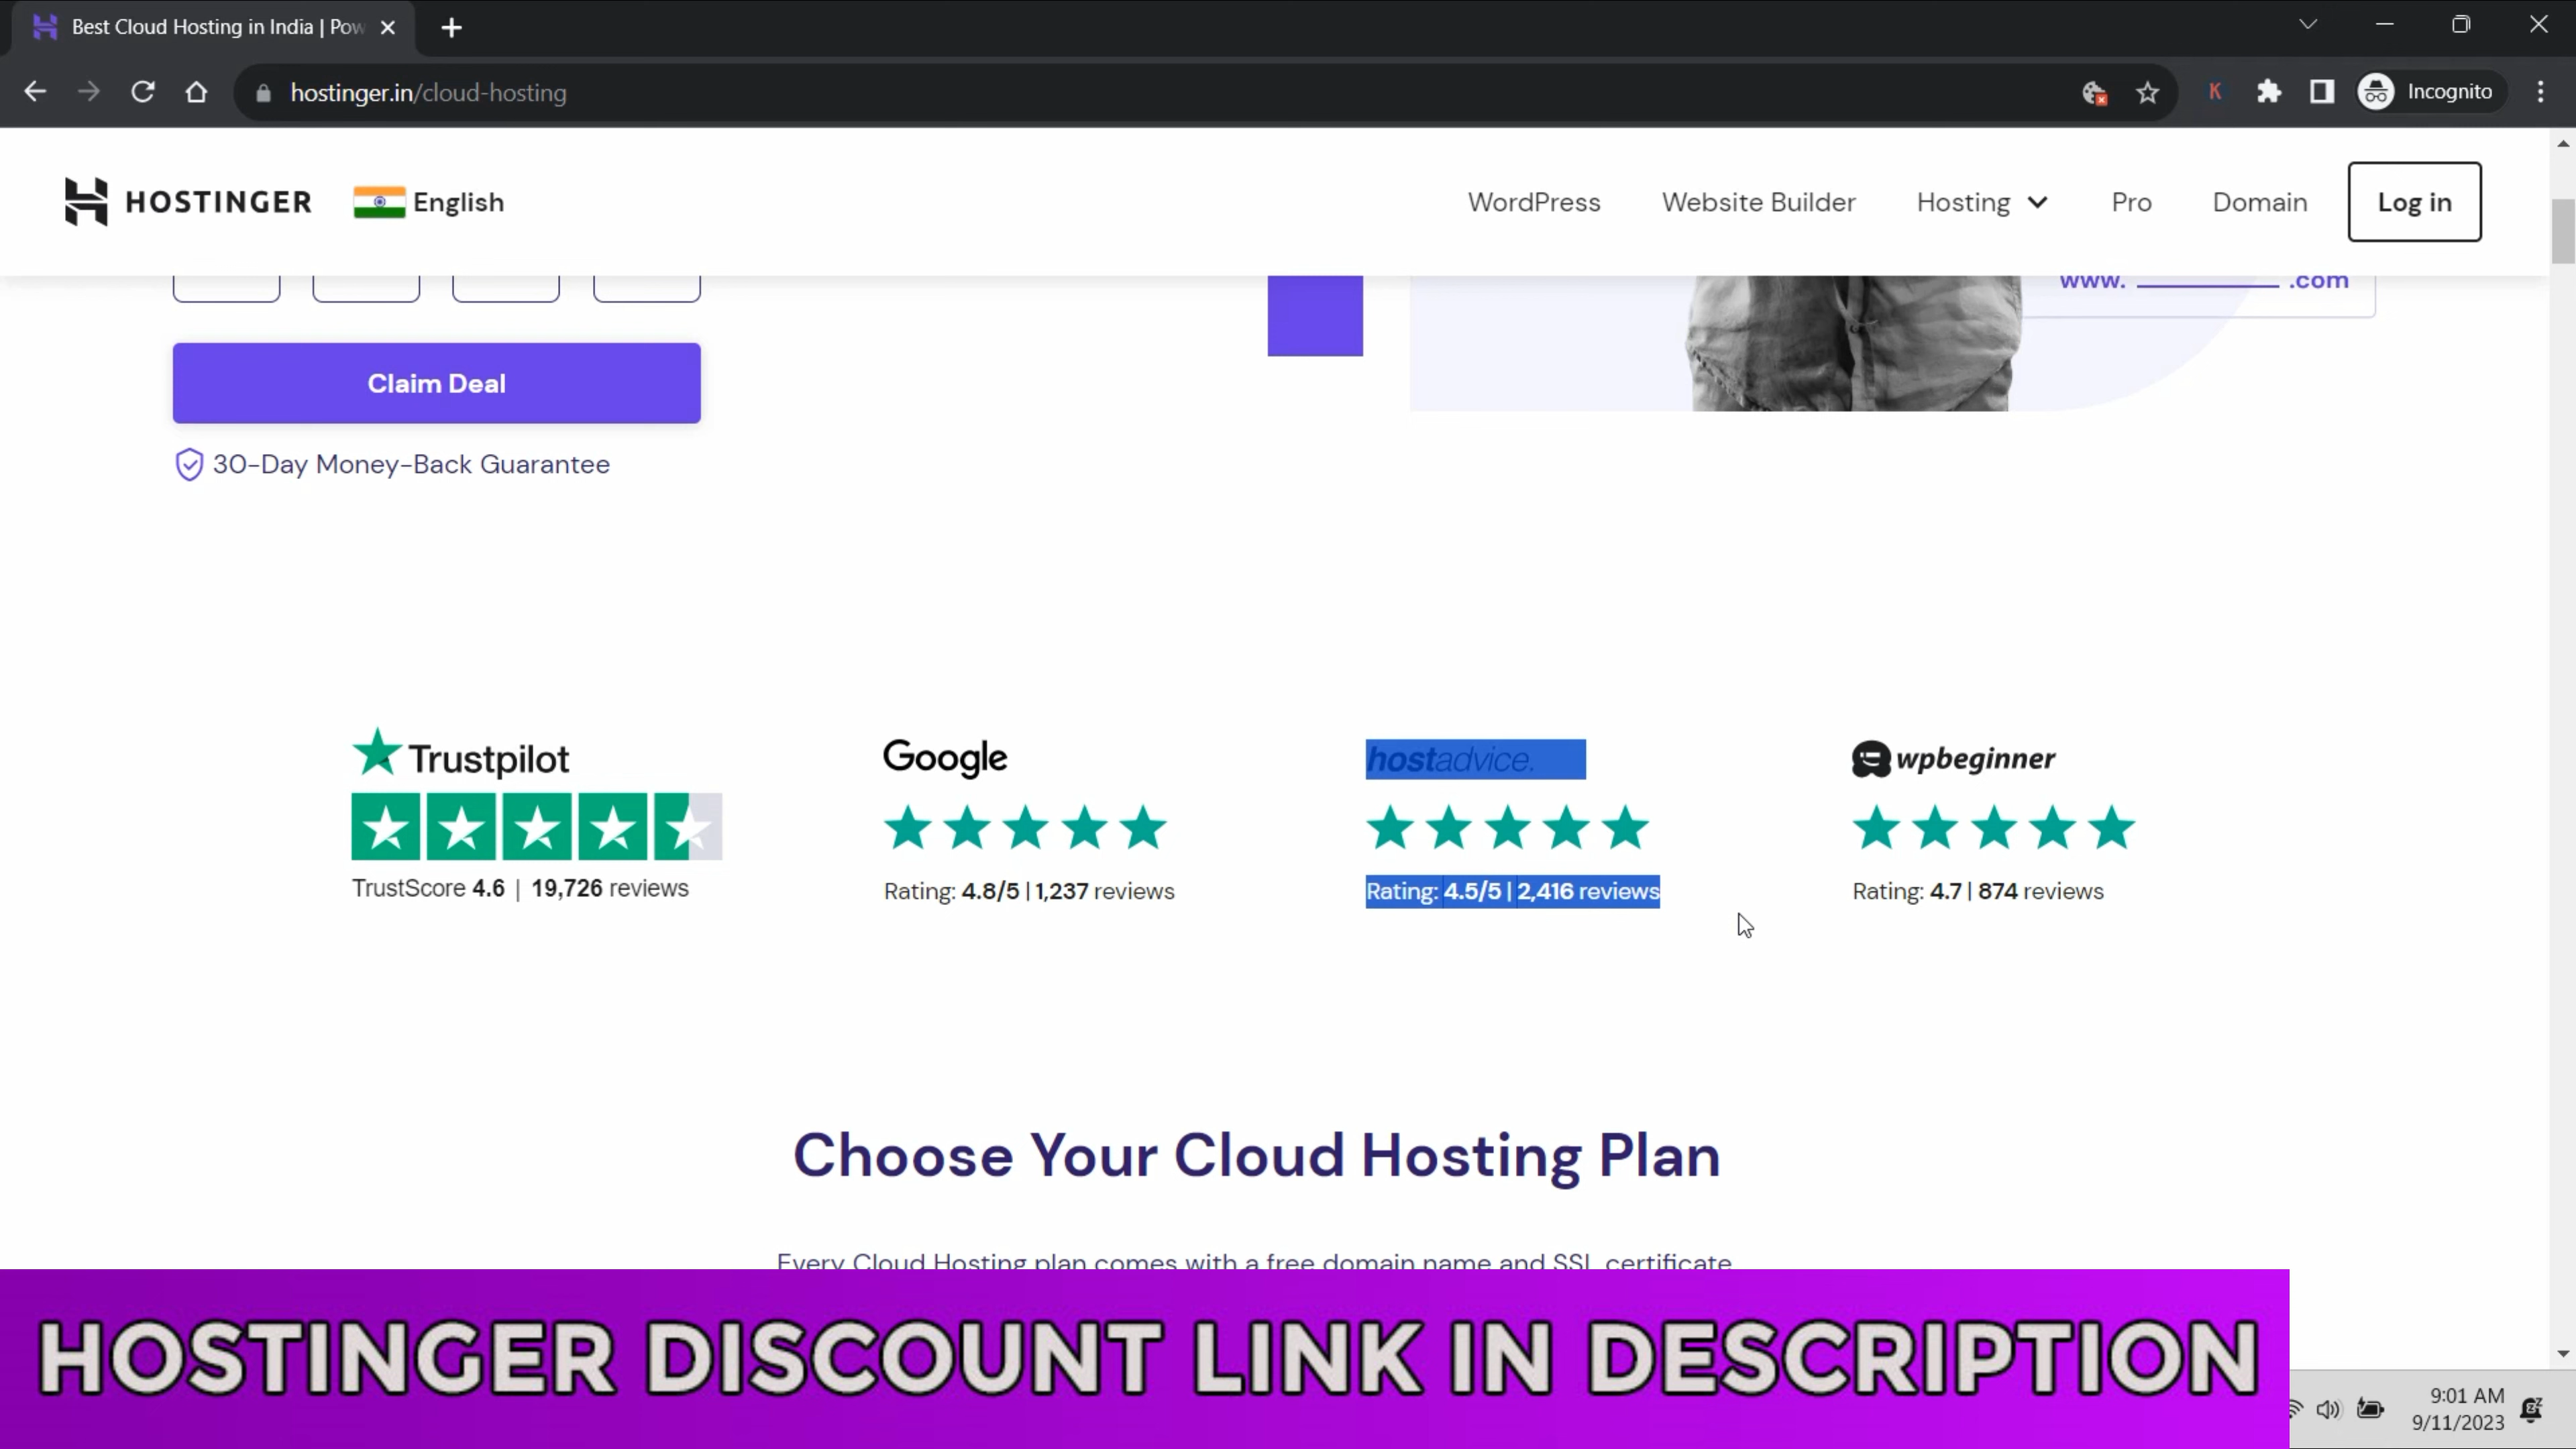 Best Cloud Hosting in India | Pow
hostinger.in/cloud-hosting
K
Incognito
HOSTINGER
English
WordPress
Website Builder
Hosting
Pro
Domain
Log in
www. ________ .com
Claim Deal
30-Day Money-Back Guarantee
Trustpilot
TrustScore 4.6 | 19,726 reviews
Google
Rating: 4.8/5 | 1,237 reviews
hostadvice.
Rating: 4.5/5 | 2,416 reviews
wpbeginner
Rating: 4.7 | 874 reviews
Choose Your Cloud Hosting Plan
Every Cloud Hosting plan comes with a free domain name and SSL certificate
HOSTINGER DISCOUNT LINK IN DESCRIPTION
9:01 AM
9/11/2023